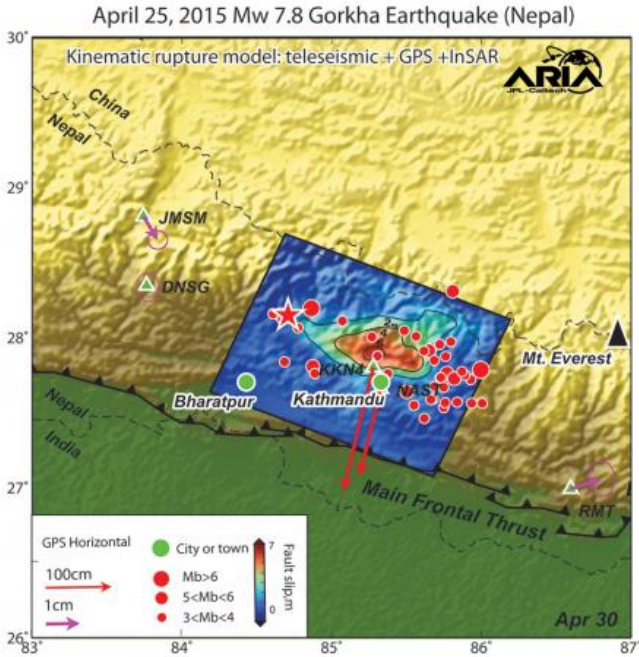 April 25, 2015 Mw 7.8 Gorkha Earthquake (Nepal)
30°
Kinematic rupture model: teleseismic + GPS +InSAR
ARIA
JPL-Caltech
China
Nepal
29°
JMSM
DNSG
2m
28°
Mt. Everest
KKN4
NAST
Bharatpur
Kathmandu
Nepal
India
27°
Main Frontal Thrust
RMT
GPS Horizontal
100cm
1cm
City or town
Mb>6
5<Mb<6
3<Mb<4
7
Fault slip,m
0
Apr 30
26°
83°
84°
85°
86°
87°